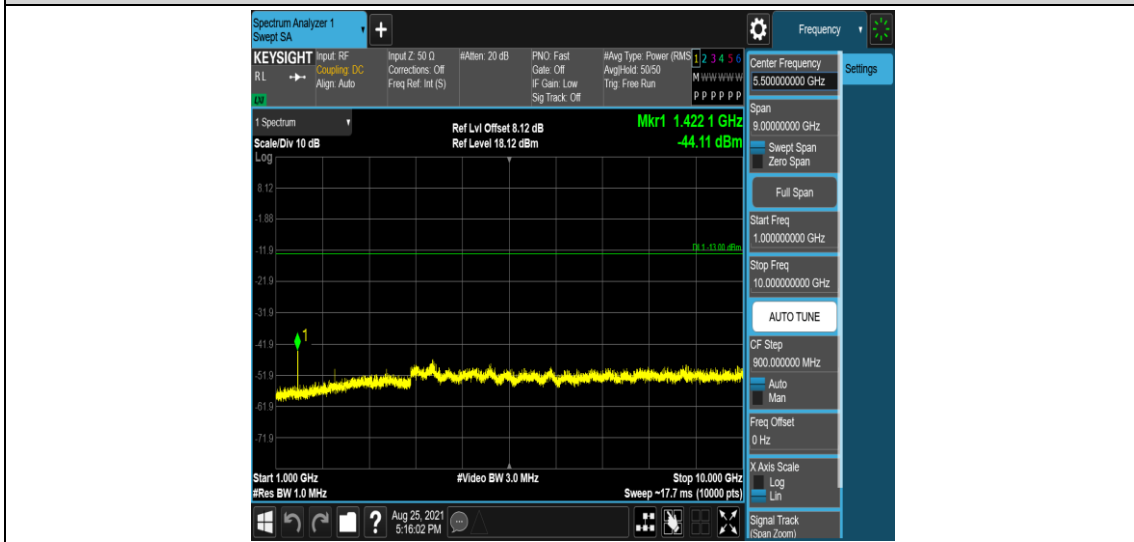 Spectrum Analyzer 1
Swept SA
+
Frequency
KEYSIGHT
RL
Input: RF
Coupling: DC
Align: Auto
Input Z: 50 Ω
Corrections: Off
Freq Ref: Int (S)
#Atten: 20 dB
PNO: Fast
Gate: Off
IF Gain: Low
Sig Track: Off
#Avg Type: Power (RMS
Avg|Hold: 50/50
Trig: Free Run
1 2 3 4 5 6
M W W W W W
P P P P P P
1 Spectrum
Scale/Div 10 dB
Log
Ref Lvl Offset 8.12 dB
Ref Level 18.12 dBm
Mkr1 1.422 1 GHz
-44.11 dBm
8.12
-1.88
-11.9
-21.9
-31.9
-41.9
-51.9
-61.9
-71.9
DL1 -13.00 dBm
1
Start 1.000 GHz
#Res BW 1.0 MHz
#Video BW 3.0 MHz
Stop 10.000 GHz
Sweep ~17.7 ms (10000 pts)
Center Frequency
5.500000000 GHz
Settings
Span
9.00000000 GHz
Swept Span
Zero Span
Full Span
Start Freq
1.000000000 GHz
Stop Freq
10.000000000 GHz
AUTO TUNE
CF Step
900.000000 MHz
Auto
Man
Freq Offset
0 Hz
X Axis Scale
Log
Lin
Signal Track
(Span Zoom)
?
Aug 25, 2021
5:16:02 PM